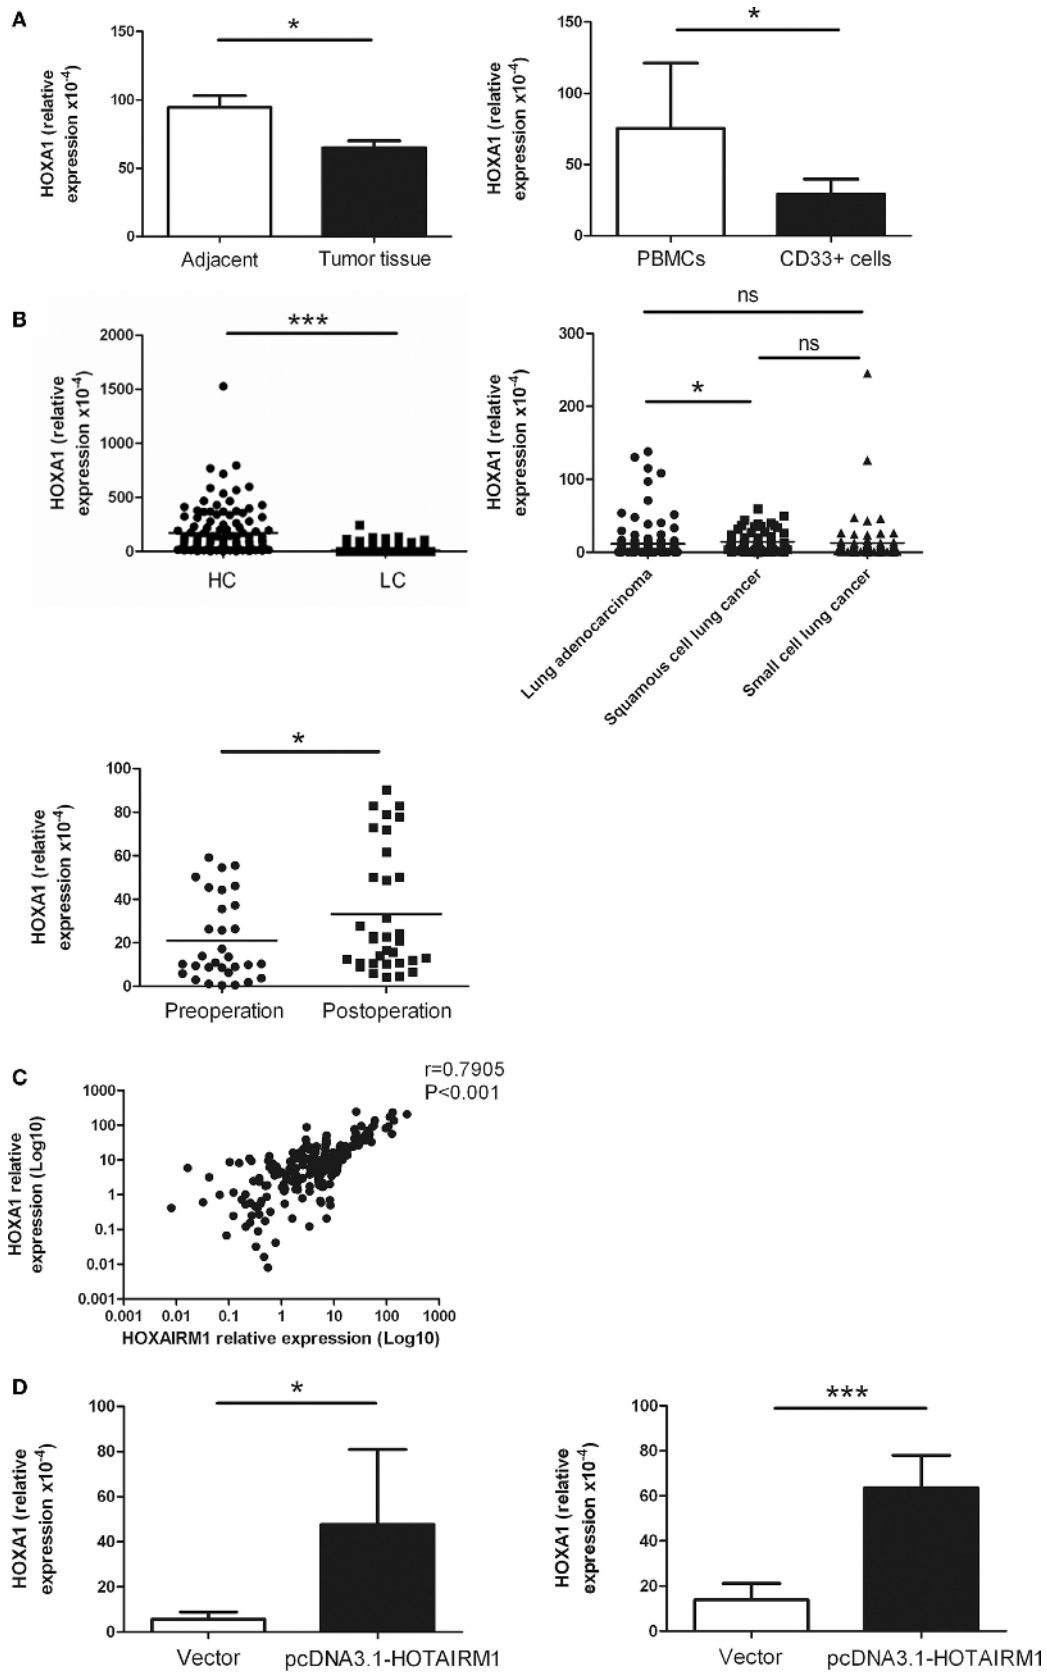 A
HOXA1 (relative
expression x10-4)
150
100
50
0
*
Adjacent
Tumor tissue
HOXA1 (relative
expression x10-4)
150
100
50
0
*
PBMCs
CD33+ cells
B
HOXA1 (relative
expression x10-4)
2000
1500
1000
500
0
***
HC
LC
HOXA1 (relative
expression x10-4)
300
200
100
0
ns
ns
*
Lung adenocarcinoma
Squamous cell lung cancer
Small cell lung cancer
HOXA1 (relative
expression x10-4)
100
80
60
40
20
0
*
Preoperation
Postoperation
C
r=0.7905
P<0.001
HOXA1 relative
expression (Log10)
1000
100
10
1
0.1
0.01
0.001
0.001 0.01 0.1 1 10 100 1000
HOXAIRM1 relative expression (Log10)
D
HOXA1 (relative
expression x10-4)
100
80
60
40
20
0
*
Vector
pcDNA3.1-HOTAIRM1
HOXA1 (relative
expression x10-4)
100
80
60
40
20
0
***
Vector
pcDNA3.1-HOTAIRM1